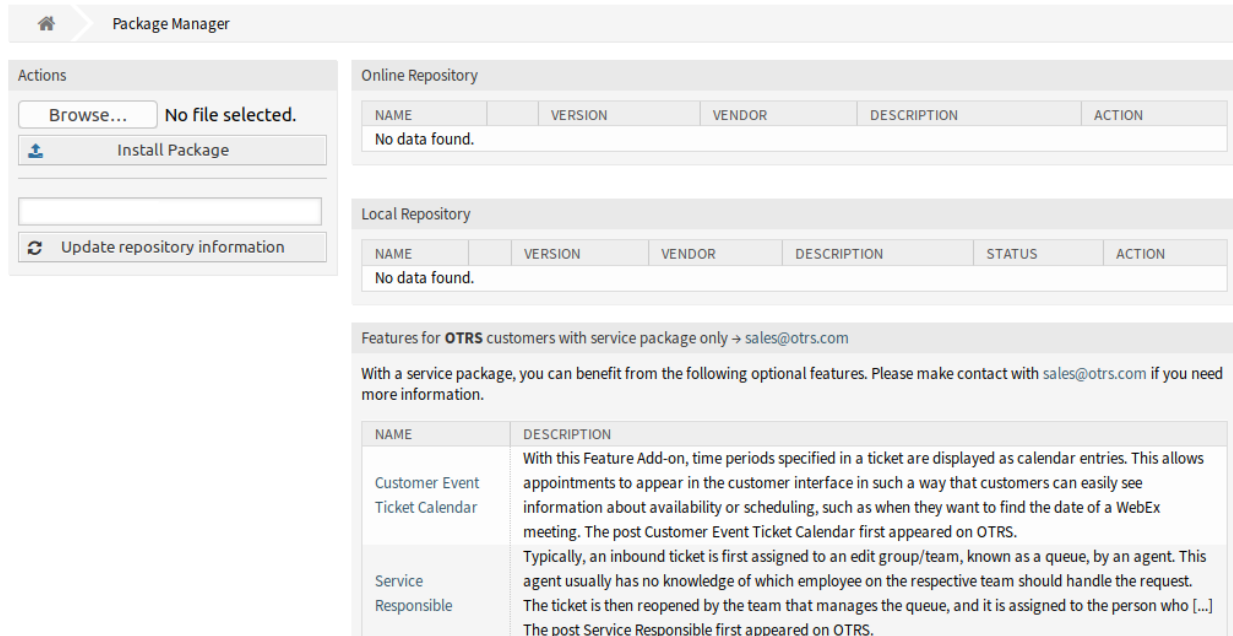 Package Manager
Actions
Browse... No file selected.
Install Package
Update repository information
Online Repository
NAME VERSION VENDOR DESCRIPTION ACTION
No data found.
Local Repository
NAME VERSION VENDOR DESCRIPTION STATUS ACTION
No data found.
Features for OTRS customers with service package only → sales@otrs.com
With a service package, you can benefit from the following optional features. Please make contact with sales@otrs.com if you need
more information.
NAME DESCRIPTION
Customer Event
Ticket Calendar
With this Feature Add-on, time periods specified in a ticket are displayed as calendar entries. This allows
appointments to appear in the customer interface in such a way that customers can easily see
information about availability or scheduling, such as when they want to find the date of a WebEx
meeting. The post Customer Event Ticket Calendar first appeared on OTRS.
Service
Responsible
Typically, an inbound ticket is first assigned to an edit group/team, known as a queue, by an agent. This
agent usually has no knowledge of which employee on the respective team should handle the request.
The ticket is then reopened by the team that manages the queue, and it is assigned to the person who [...]
The post Service Responsible first appeared on OTRS.